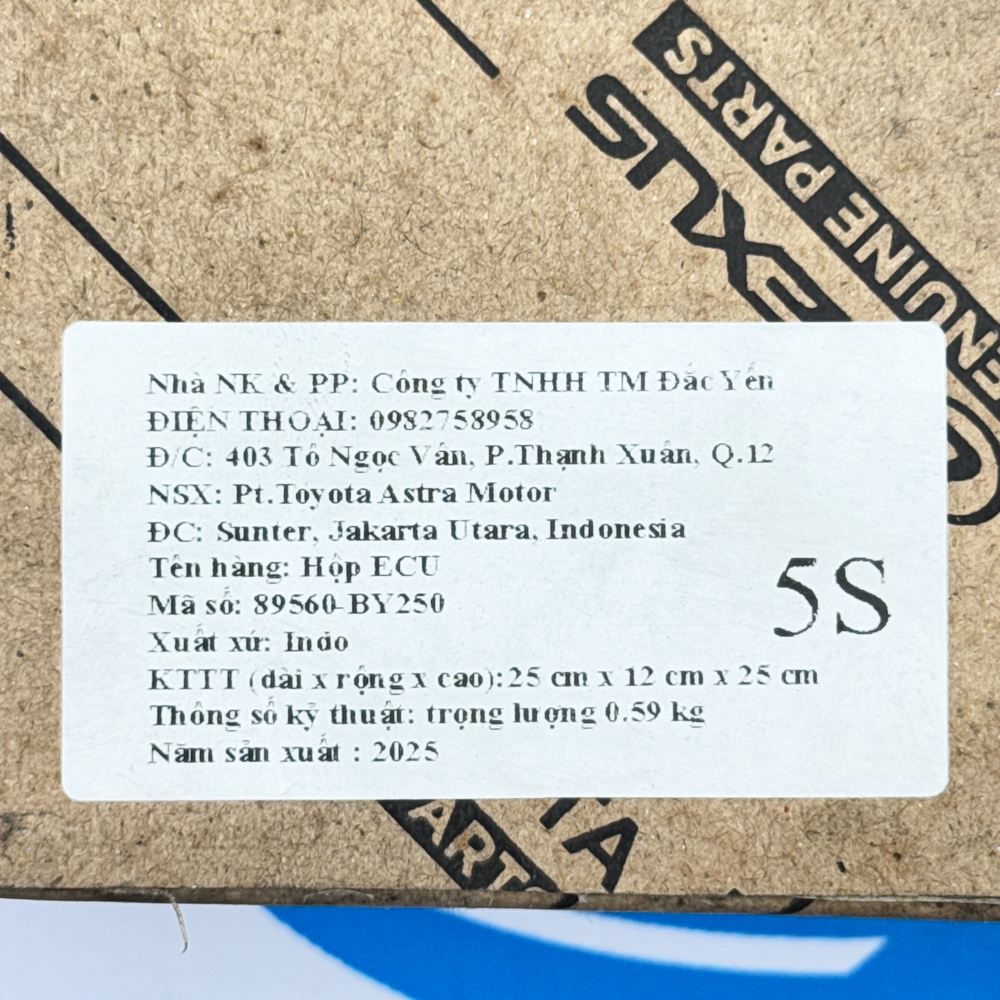 GENUINE PARTS
LEXUS
Nhà NK & PP: Công ty TNHH TM Đắc Yến
ĐIỆN THOẠI: 0982758958
Đ/C: 403 Tô Ngọc Vân, P.Thạnh Xuân, Q.12
NSX: Pt.Toyota Astra Motor
ĐC: Sunter, Jakarta Utara, Indonesia
Tên hàng: Hộp ECU
Mã số: 89560-BY250
Xuất xứ: Indo
KTTT (dài x rộng x cao):25 cm x 12 cm x 25 cm
Thông số kỹ thuật: trọng lượng 0.59 kg
Năm sản xuất : 2025
5S